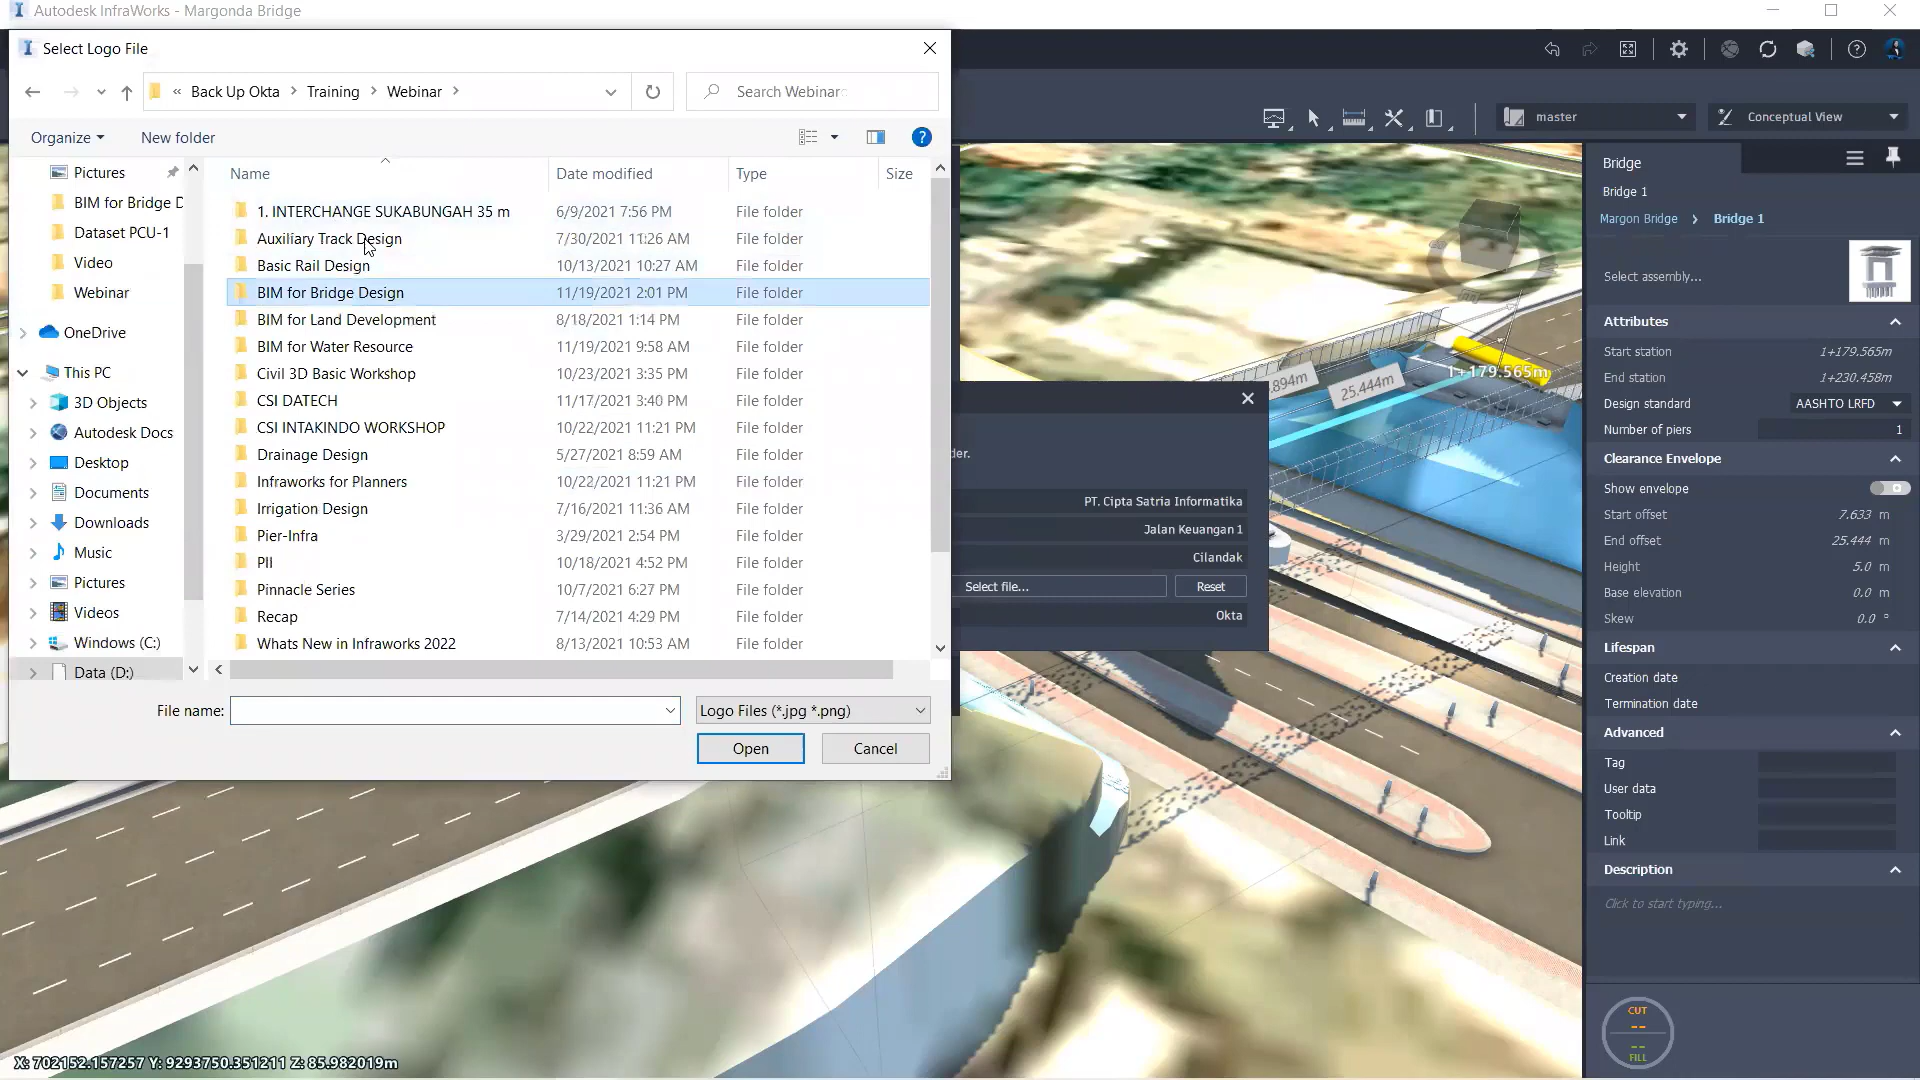 Autodesk InfraWorks - Margonda Bridge
Select Logo File
« Back Up Okta > Training > Webinar >
Search Webinar
Organize
New folder
Name
Date modified
Type
Size
Pictures
BIM for Bridge D
Dataset PCU-1
Video
Webinar
OneDrive
This PC
3D Objects
Autodesk Docs
Desktop
Documents
Downloads
Music
Pictures
Videos
Windows (C:)
Data (D:)
1. INTERCHANGE SUKABUNGAH 35 m 6/9/2021 7:56 PM File folder
Auxiliary Track Design 7/30/2021 11:26 AM File folder
Basic Rail Design 10/13/2021 10:27 AM File folder
BIM for Bridge Design 11/19/2021 2:01 PM File folder
BIM for Land Development 8/18/2021 1:14 PM File folder
BIM for Water Resource 11/19/2021 9:58 AM File folder
Civil 3D Basic Workshop 10/23/2021 3:35 PM File folder
CSI DATECH 11/17/2021 3:40 PM File folder
CSI INTAKINDO WORKSHOP 10/22/2021 11:21 PM File folder
Drainage Design 5/27/2021 8:59 AM File folder
Infraworks for Planners 10/22/2021 11:21 PM File folder
Irrigation Design 7/16/2021 11:36 AM File folder
Pier-Infra 3/29/2021 2:54 PM File folder
PII 10/18/2021 4:52 PM File folder
Pinnacle Series 10/7/2021 6:27 PM File folder
Recap 7/14/2021 4:29 PM File folder
Whats New in Infraworks 2022 8/13/2021 10:53 AM File folder
File name:
Logo Files (*.jpg *.png)
Open
Cancel
der.
PT. Cipta Satria Informatika
Jalan Keuangan 1
Cilandak
Select file...
Reset
Okta
.894m
25.444m
1+179.565m
master
Conceptual View
Bridge
Bridge 1
Margon Bridge > Bridge 1
Select assembly...
Attributes
Start station 1+179.565m
End station 1+230.458m
Design standard AASHTO LRFD
Number of piers 1
Clearance Envelope
Show envelope
Start offset 7.633 m
End offset 25.444 m
Height 5.0 m
Base elevation 0.0 m
Skew 0.0 °
Lifespan
Creation date
Termination date
Advanced
Tag
User data
Tooltip
Link
Description
Click to start typing...
CUT
--
--
FILL
X: 702152.157257 Y: 9293750.351211 Z: 85.982019m